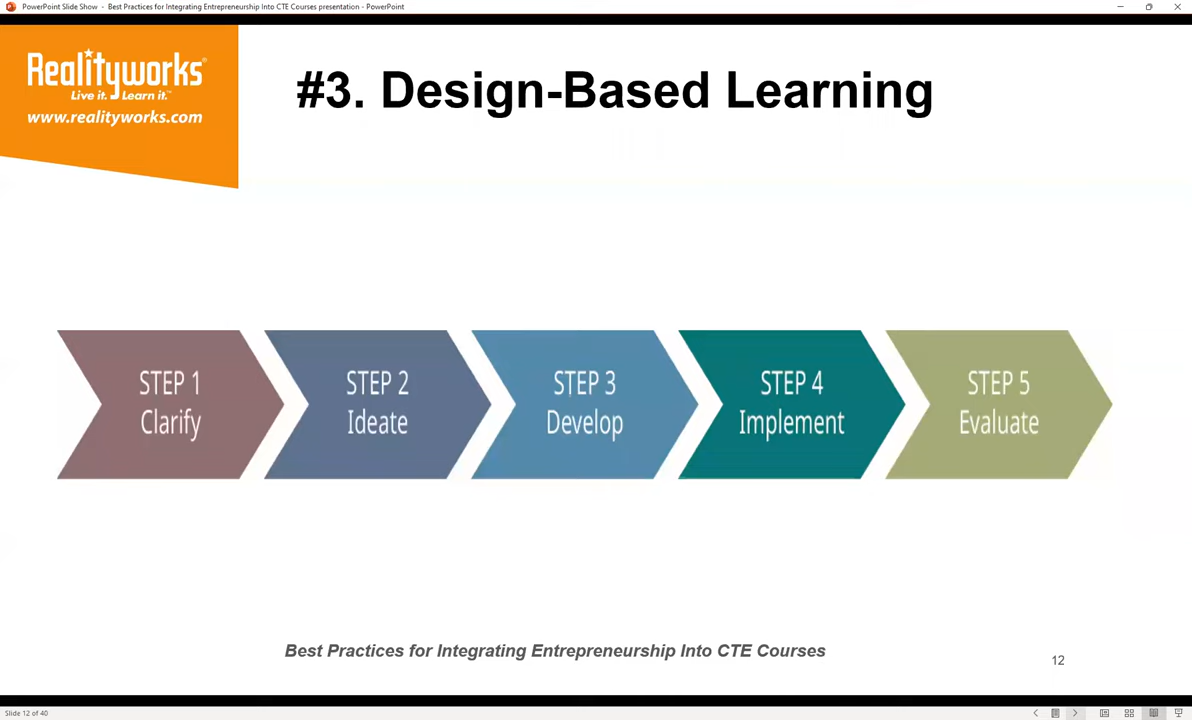 PowerPoint Slide Show - Best Practices for Integrating Entrepreneurship Into CTE Courses presentation - PowerPoint
Realityworks®
Live it. Learn it.™
www.realityworks.com
#3. Design-Based Learning
STEP 1
Clarify
STEP 2
Ideate
STEP 3
Develop
STEP 4
Implement
STEP 5
Evaluate
Best Practices for Integrating Entrepreneurship Into CTE Courses
12
Slide 12 of 40